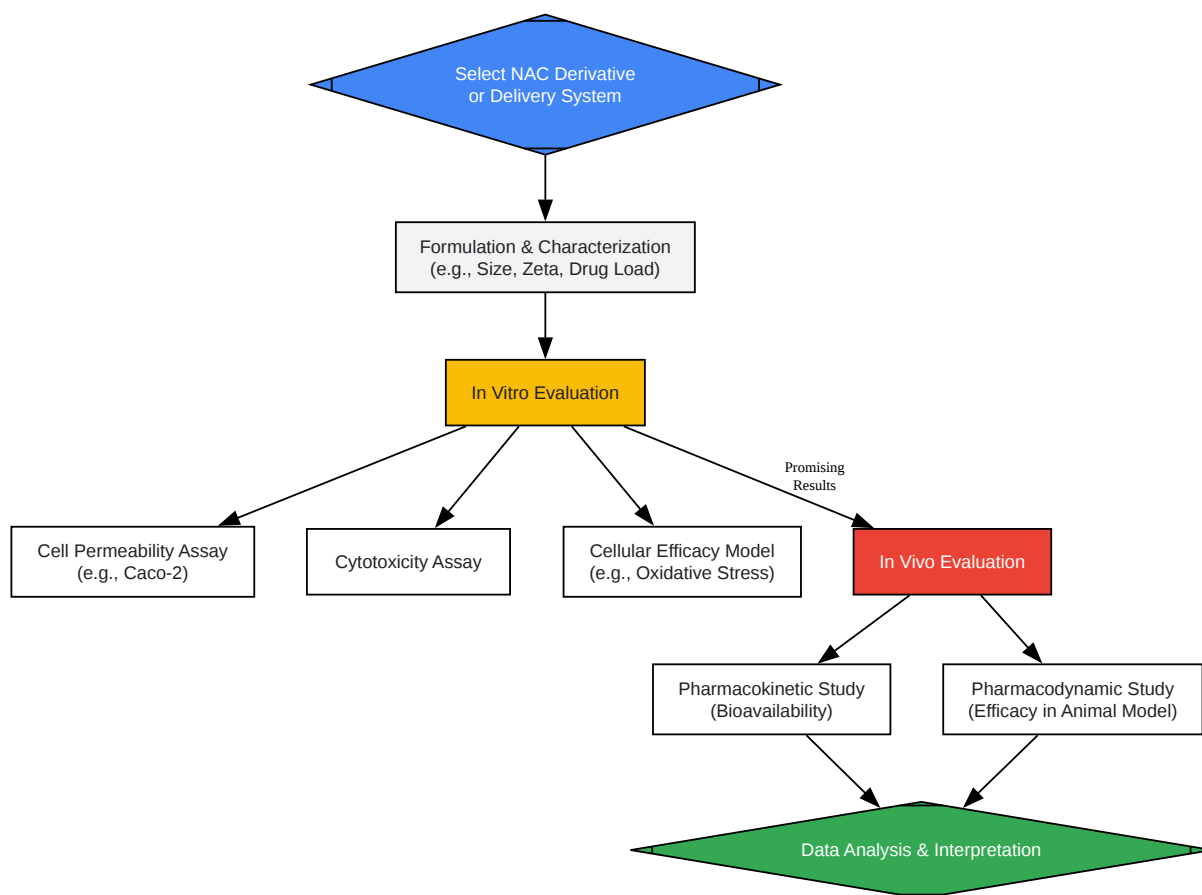 Select NAC Derivative
or Delivery System
Formulation & Characterization
(e.g., Size, Zeta, Drug Load)
In Vitro Evaluation
Promising
Results
Cell Permeability Assay
(e.g., Caco-2)
Cytotoxicity Assay
Cellular Efficacy Model
(e.g., Oxidative Stress)
In Vivo Evaluation
Pharmacokinetic Study
(Bioavailability)
Pharmacodynamic Study
(Efficacy in Animal Model)
Data Analysis & Interpretation